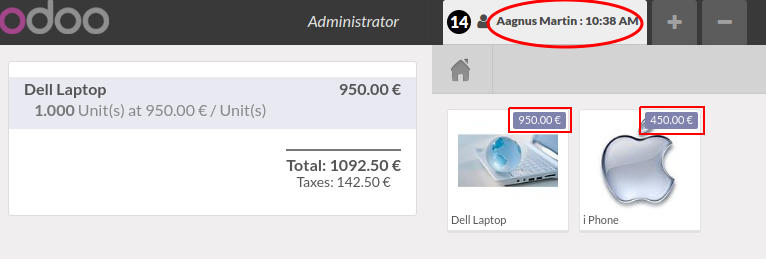 odoo
Administrator
14 Aagnus Martin : 10:38 AM
+ −
Dell Laptop 950.00 €
1.000 Unit(s) at 950.00 € / Unit(s)
Total: 1092.50 €
Taxes: 142.50 €
950.00 €
Dell Laptop
450.00 €
i Phone